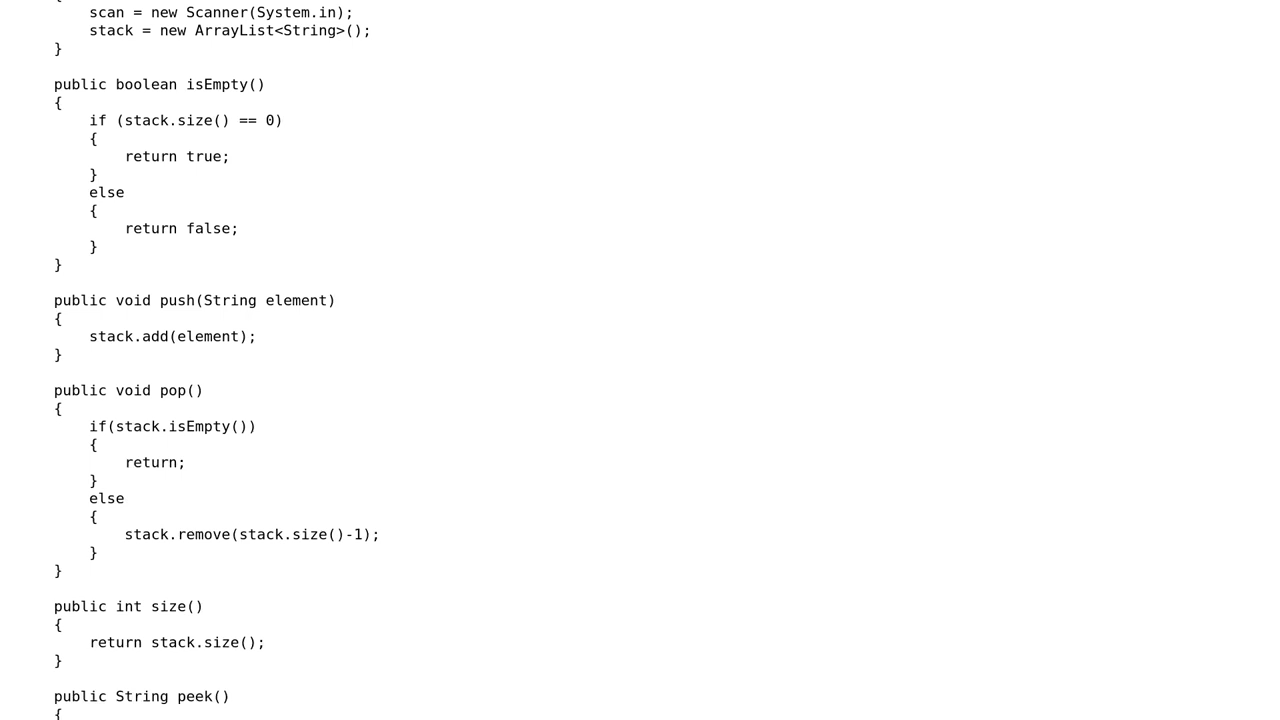 {
        scan = new Scanner(System.in);
        stack = new ArrayList<String>();
    }

    public boolean isEmpty()
    {
        if (stack.size() == 0)
        {
            return true;
        }
        else
        {
            return false;
        }
    }

    public void push(String element)
    {
        stack.add(element);
    }

    public void pop()
    {
        if(stack.isEmpty())
        {
            return;
        }
        else
        {
            stack.remove(stack.size()-1);
        }
    }

    public int size()
    {
        return stack.size();
    }

    public String peek()
    {